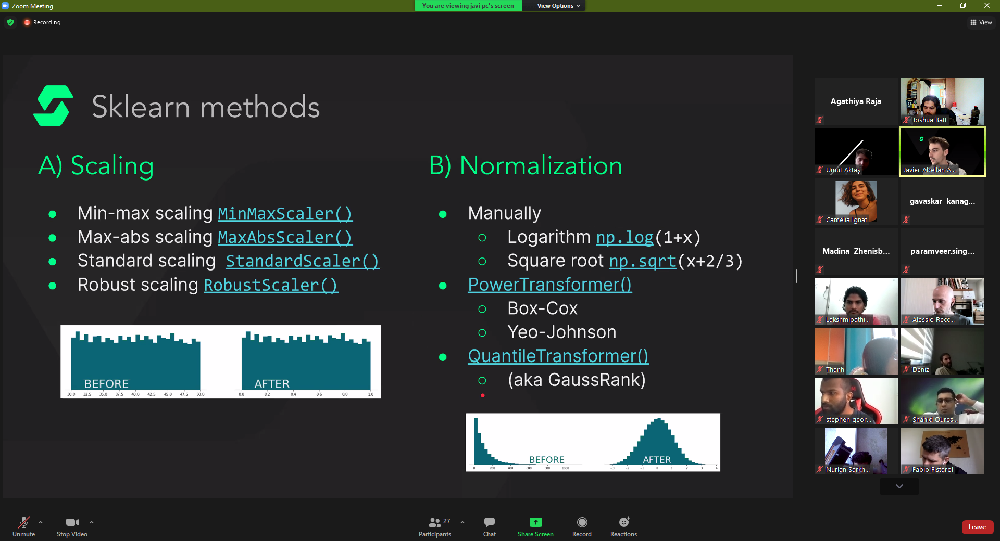 Zoom Meeting
You are viewing javi pc's screen
View Options
Recording
View
Sklearn methods
A) Scaling
Min-max scaling MinMaxScaler()
Max-abs scaling MaxAbsScaler()
Standard scaling StandardScaler()
Robust scaling RobustScaler()
BEFORE
30.0 32.5 35.0 37.5 40.0 42.5 45.0 47.5 50.0
AFTER
0.0 0.2 0.4 0.6 0.8 1.0
B) Normalization
Manually
Logarithm np.log(1+x)
Square root np.sqrt(x+2/3)
PowerTransformer()
Box-Cox
Yeo-Johnson
QuantileTransformer()
(aka GaussRank)
BEFORE
0 200 400 600 800 1000
AFTER
−3 −2 −1 0 1 2 3 4
Agathiya Raja
Joshua Batt
Umut Aktaş
Javier Abellán A...
Camelia Ignat
gavaskar kanag...
Madina Zhenisb...
paramveer.sing...
Lakshmipathi...
Alessio Recc...
Thanh
Deniz
stephen geor...
Shahid Qures...
Nurlan Sarkh...
Fabio Fistarol
Unmute
Stop Video
27
Participants
Chat
Share Screen
Record
Reactions
Leave